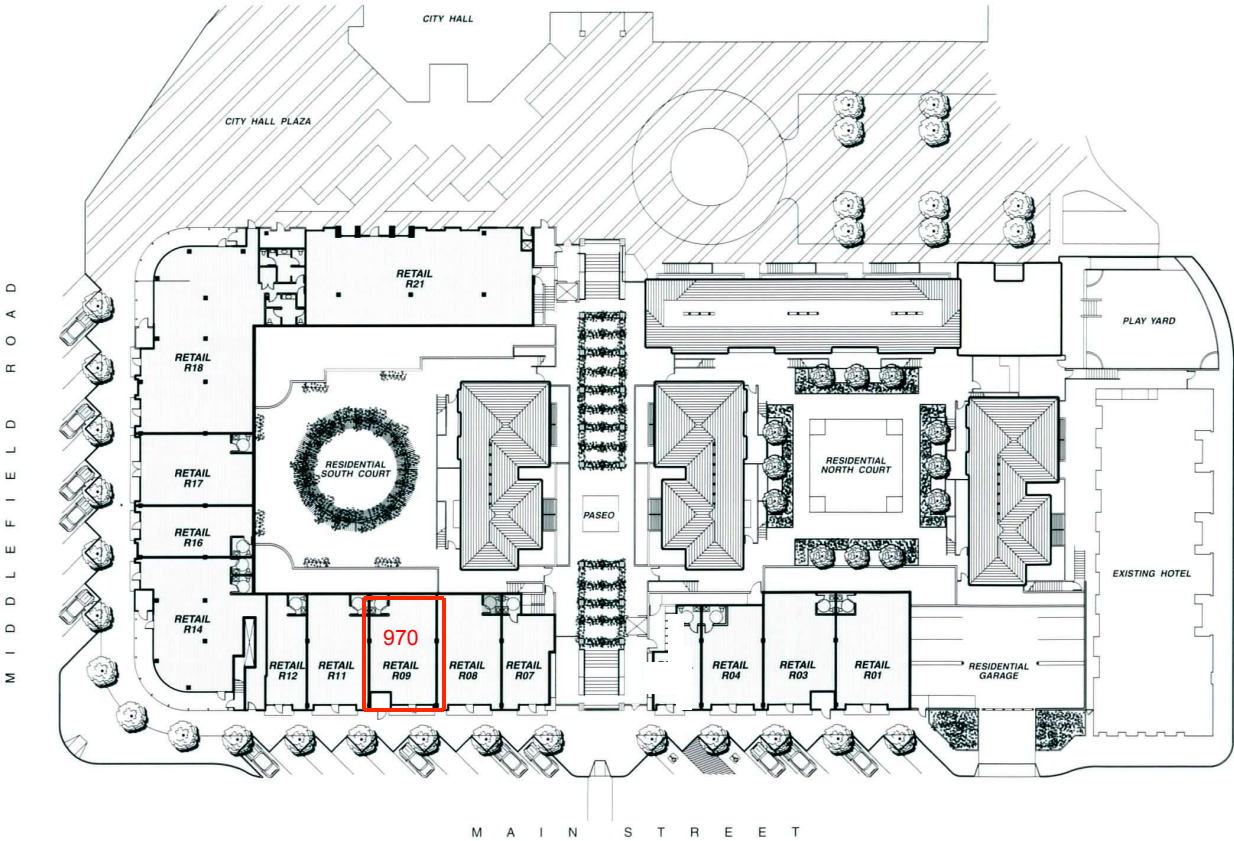 CITY HALL
CITY HALL PLAZA
RETAIL
R21
PLAY YARD
RETAIL
R18
MIDDLEFIELD ROAD
RESIDENTIAL
SOUTH COURT
RESIDENTIAL
NORTH COURT
RETAIL
R17
PASEO
RETAIL
R16
EXISTING HOTEL
RETAIL
R14
970
RETAIL
R12
RETAIL
R11
RETAIL
R09
RETAIL
R08
RETAIL
R07
RETAIL
R04
RETAIL
R03
RETAIL
R01
RESIDENTIAL
GARAGE
MAIN STREET